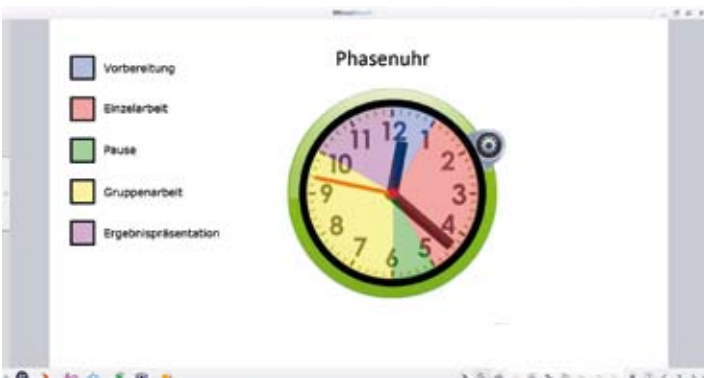 Phasenuhr
Vorbereitung
Einzelarbeit
Pause
Gruppenarbeit
Ergebnispräsentation
12
1
2
3
4
5
6
7
8
9
10
11